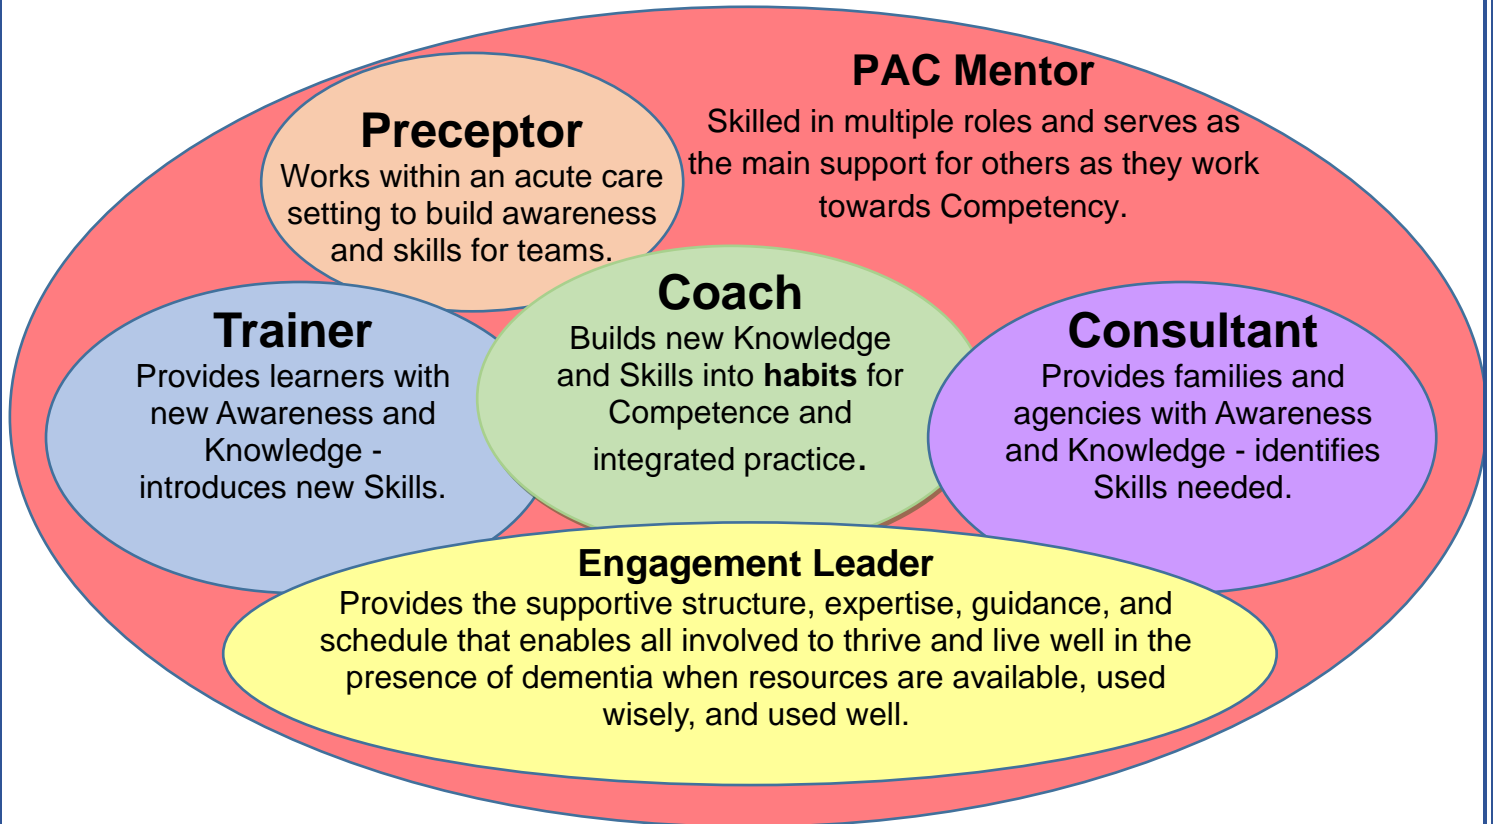 PAC Mentor
Skilled in multiple roles and serves as
the main support for others as they work
towards Competency.
Preceptor
Works within an acute care
setting to build awareness
and skills for teams.
Trainer
Provides learners with
new Awareness and
Knowledge -
introduces new Skills.
Coach
Builds new Knowledge
and Skills into habits for
Competence and
integrated practice.
Consultant
Provides families and
agencies with Awareness
and Knowledge - identifies
Skills needed.
Engagement Leader
Provides the supportive structure, expertise, guidance, and
schedule that enables all involved to thrive and live well in the
presence of dementia when resources are available, used
wisely, and used well.